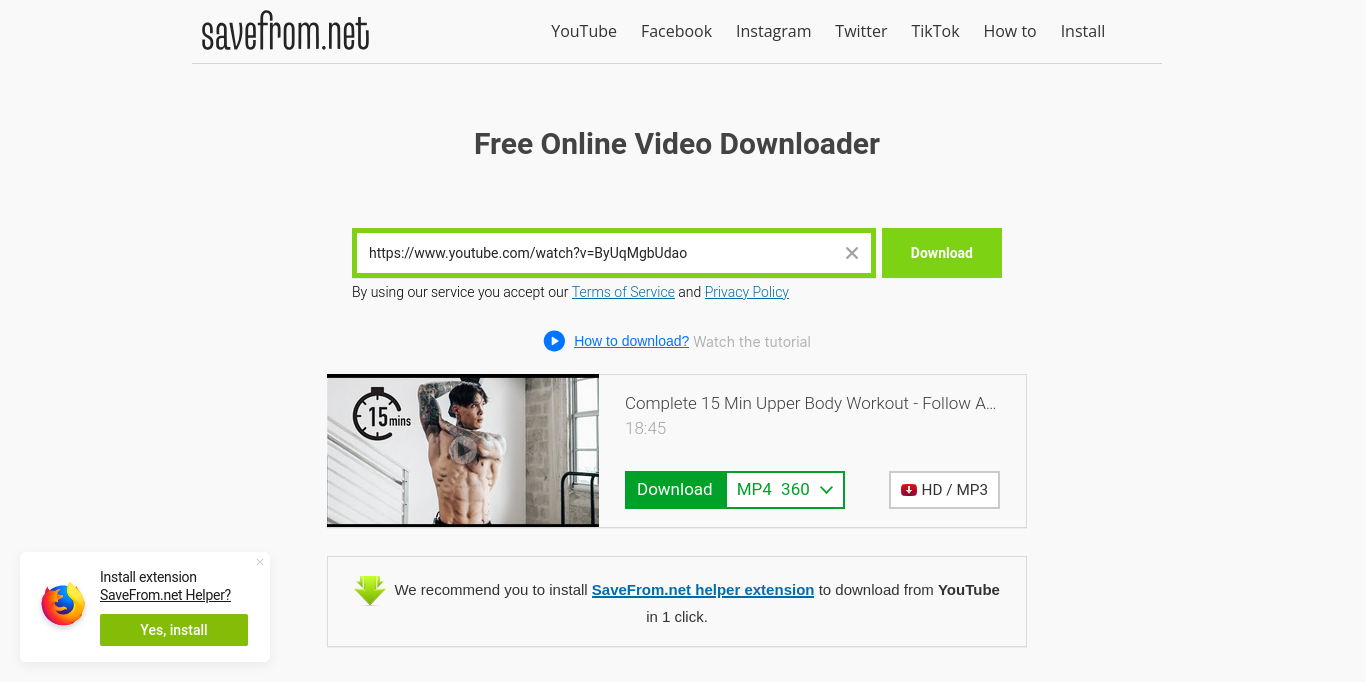 savefrom.net
YouTube Facebook Instagram Twitter TikTok How to Install
Free Online Video Downloader
https://www.youtube.com/watch?v=ByUqMgbUdao
Download
By using our service you accept our Terms of Service and Privacy Policy
How to download? Watch the tutorial
15 mins
Complete 15 Min Upper Body Workout - Follow A...
18:45
Download MP4 360
HD / MP3
We recommend you to install SaveFrom.net helper extension to download from YouTube
in 1 click.
Install extension
SaveFrom.net Helper?
Yes, install